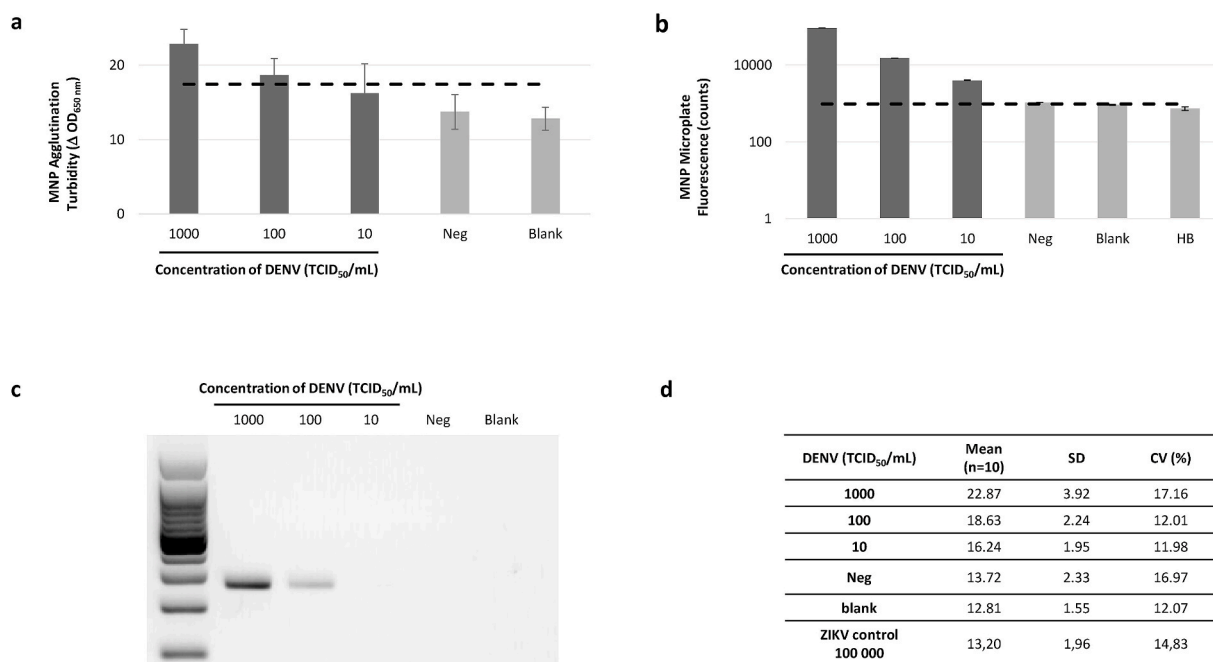 a
MNP Agglutination
Turbidity (Δ OD650 nm)
20
10
0
1000 100 10 Neg Blank
Concentration of DENV (TCID50/mL)
b
MNP Microplate
Fluorescence (counts)
10000
100
1
1000 100 10 Neg Blank HB
Concentration of DENV (TCID50/mL)
c
Concentration of DENV (TCID50/mL)
1000 100 10 Neg Blank
d
DENV (TCID50/mL) Mean (n=10) SD CV (%)
1000 22.87 3.92 17.16
100 18.63 2.24 12.01
10 16.24 1.95 11.98
Neg 13.72 2.33 16.97
blank 12.81 1.55 12.07
ZIKV control
100 000 13,20 1,96 14,83